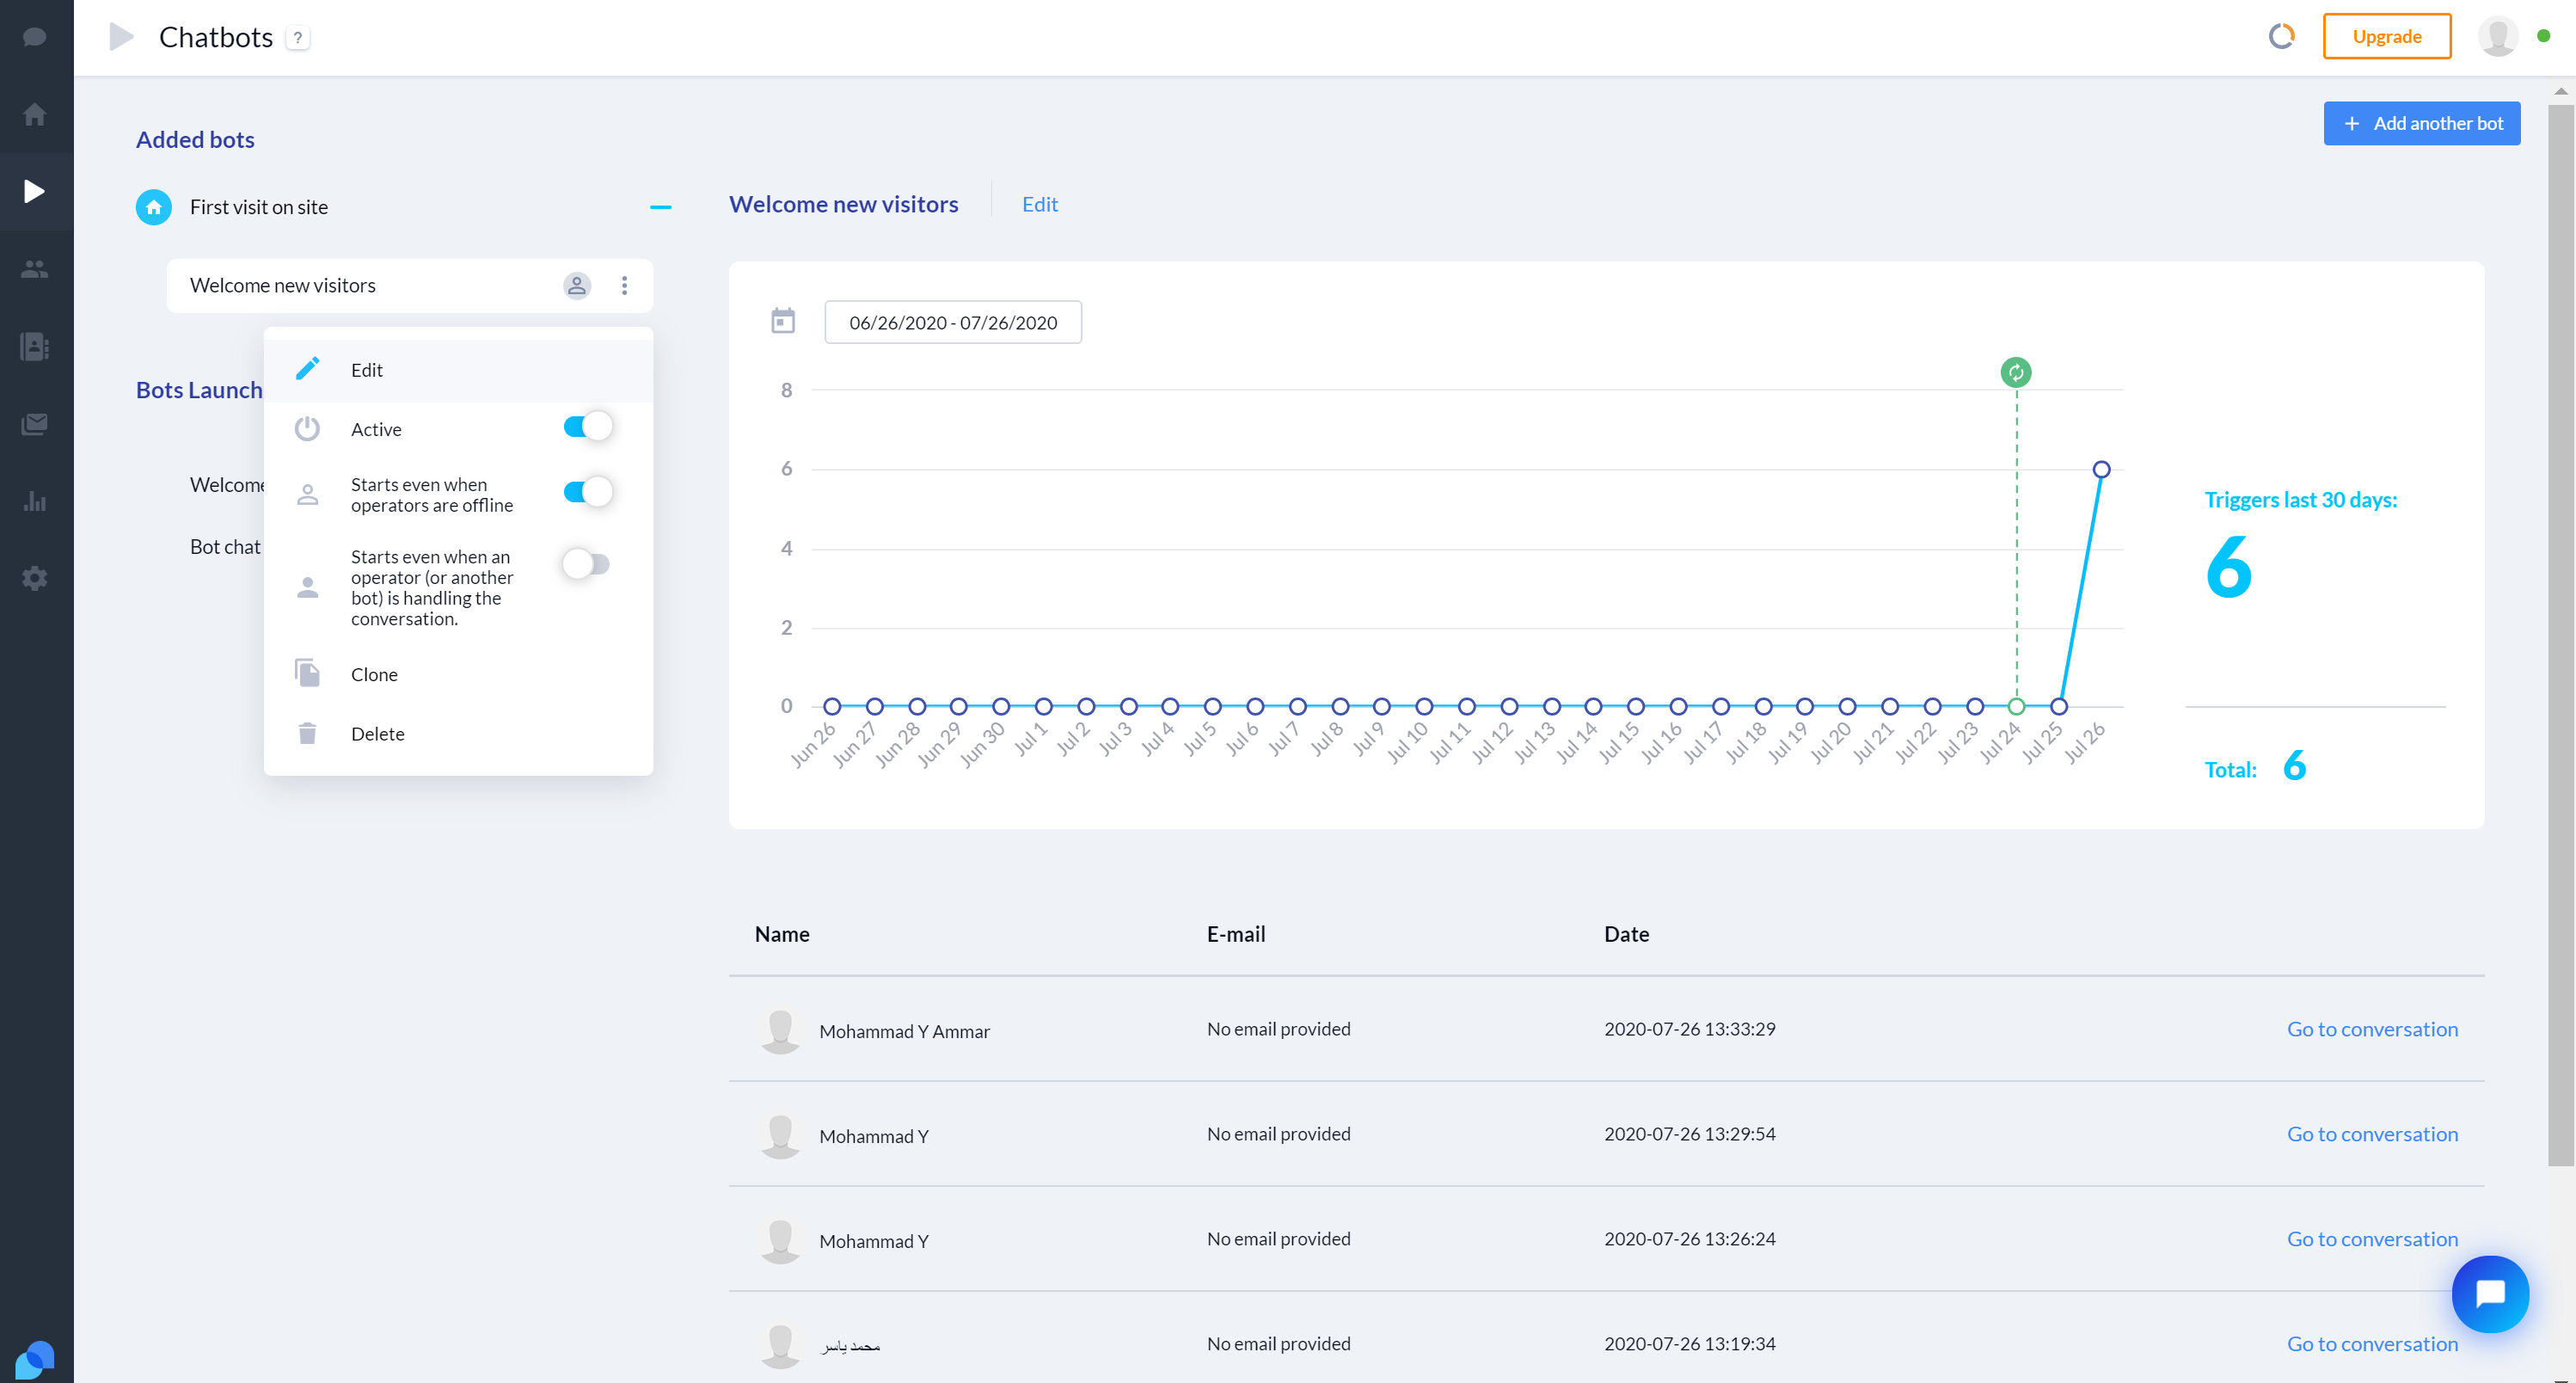 Chatbots
?
Upgrade
Added bots
Add another bot
First visit on site
Welcome new visitors
Edit
Welcome new visitors
06/26/2020 - 07/26/2020
Edit
Bots Launch
Active
Welcome
Starts even when
operators are offline
Bot chat
Starts even when an
operator (or another
bot) is handling the
conversation.
Clone
Delete
8
6
4
2
0
Jun 26
Jun 27
Jun 28
Jun 29
Jun 30
Jul 1
Jul 2
Jul 3
Jul 4
Jul 5
Jul 6
Jul 7
Jul 8
Jul 9
Jul 10
Jul 11
Jul 12
Jul 13
Jul 14
Jul 15
Jul 16
Jul 17
Jul 18
Jul 19
Jul 20
Jul 21
Jul 22
Jul 23
Jul 24
Jul 25
Jul 26
Triggers last 30 days:
6
Total: 6
Name E-mail Date
Mohammad Y Ammar No email provided 2020-07-26 13:33:29 Go to conversation
Mohammad Y No email provided 2020-07-26 13:29:54 Go to conversation
Mohammad Y No email provided 2020-07-26 13:26:24 Go to conversation
محمد ياسر No email provided 2020-07-26 13:19:34 Go to conversation